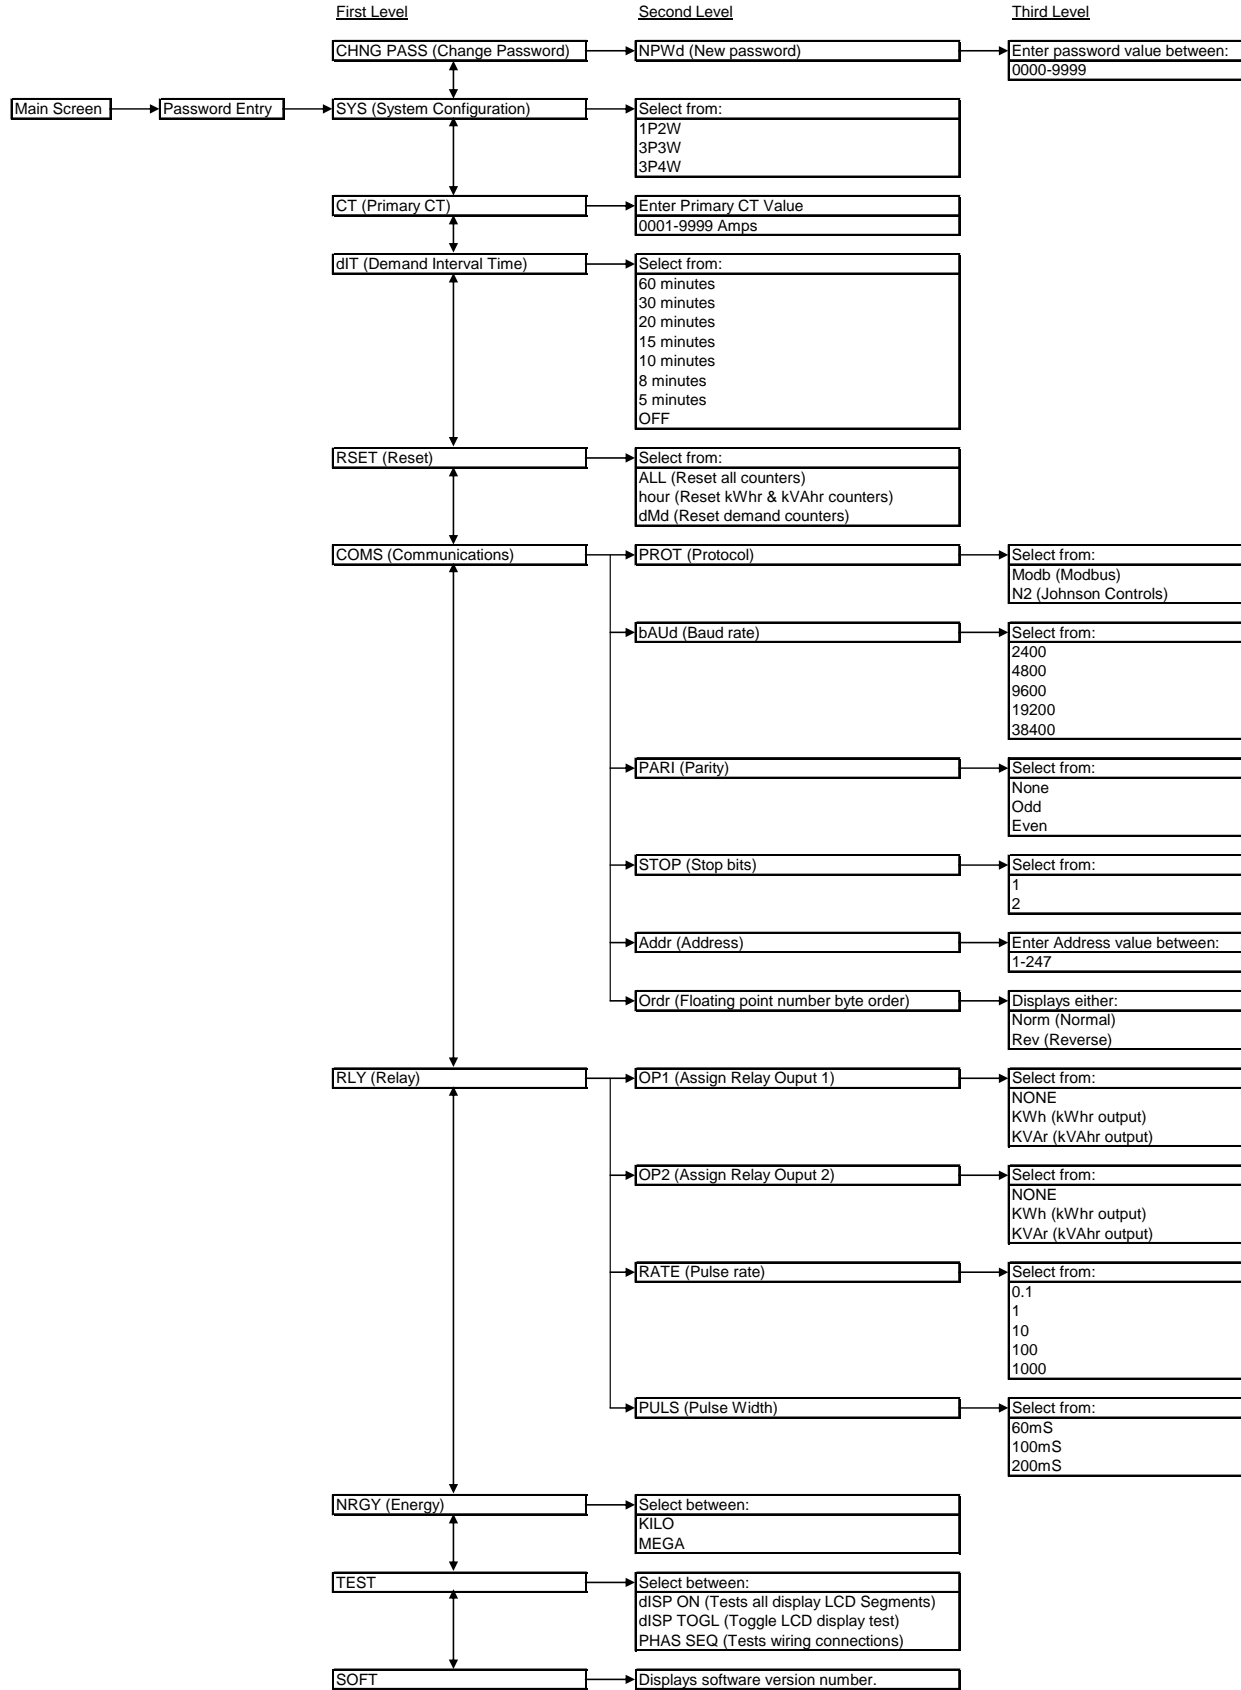 First Level
Second Level
Third Level
CHNG PASS (Change Password)
NPWd (New password)
Enter password value between:
0000-9999
Main Screen
Password Entry
SYS (System Configuration)
Select from:
1P2W
3P3W
3P4W
CT (Primary CT)
Enter Primary CT Value
0001-9999 Amps
dIT (Demand Interval Time)
Select from:
60 minutes
30 minutes
20 minutes
15 minutes
10 minutes
8 minutes
5 minutes
OFF
RSET (Reset)
Select from:
ALL (Reset all counters)
hour (Reset kWhr & kVAhr counters)
dMd (Reset demand counters)
COMS (Communications)
PROT (Protocol)
Select from:
Modb (Modbus)
N2 (Johnson Controls)
bAUd (Baud rate)
Select from:
2400
4800
9600
19200
38400
PARI (Parity)
Select from:
None
Odd
Even
STOP (Stop bits)
Select from:
1
2
Addr (Address)
Enter Address value between:
1-247
Ordr (Floating point number byte order)
Displays either:
Norm (Normal)
Rev (Reverse)
RLY (Relay)
OP1 (Assign Relay Ouput 1)
Select from:
NONE
KWh (kWhr output)
KVAr (kVAhr output)
OP2 (Assign Relay Ouput 2)
Select from:
NONE
KWh (kWhr output)
KVAr (kVAhr output)
RATE (Pulse rate)
Select from:
0.1
1
10
100
1000
PULS (Pulse Width)
Select from:
60mS
100mS
200mS
NRGY (Energy)
Select between:
KILO
MEGA
TEST
Select between:
dISP ON (Tests all display LCD Segments)
dISP TOGL (Toggle LCD display test)
PHAS SEQ (Tests wiring connections)
SOFT
Displays software version number.